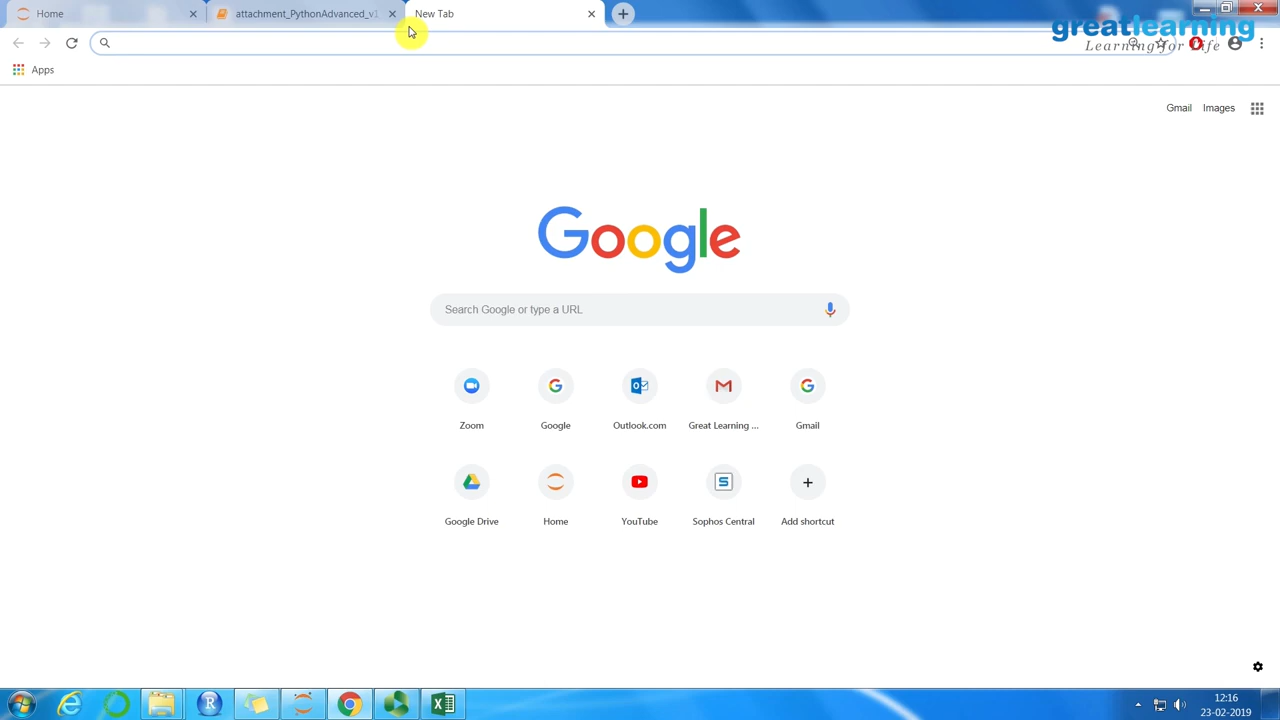 Home
attachment_PythonAdvanced_v1
New Tab
greatlearning
Learning for Life
Apps
Gmail Images
Google
Search Google or type a URL
Zoom Google Outlook.com Great Learning ... Gmail
Google Drive Home YouTube Sophos Central Add shortcut
12:16
23-02-2019